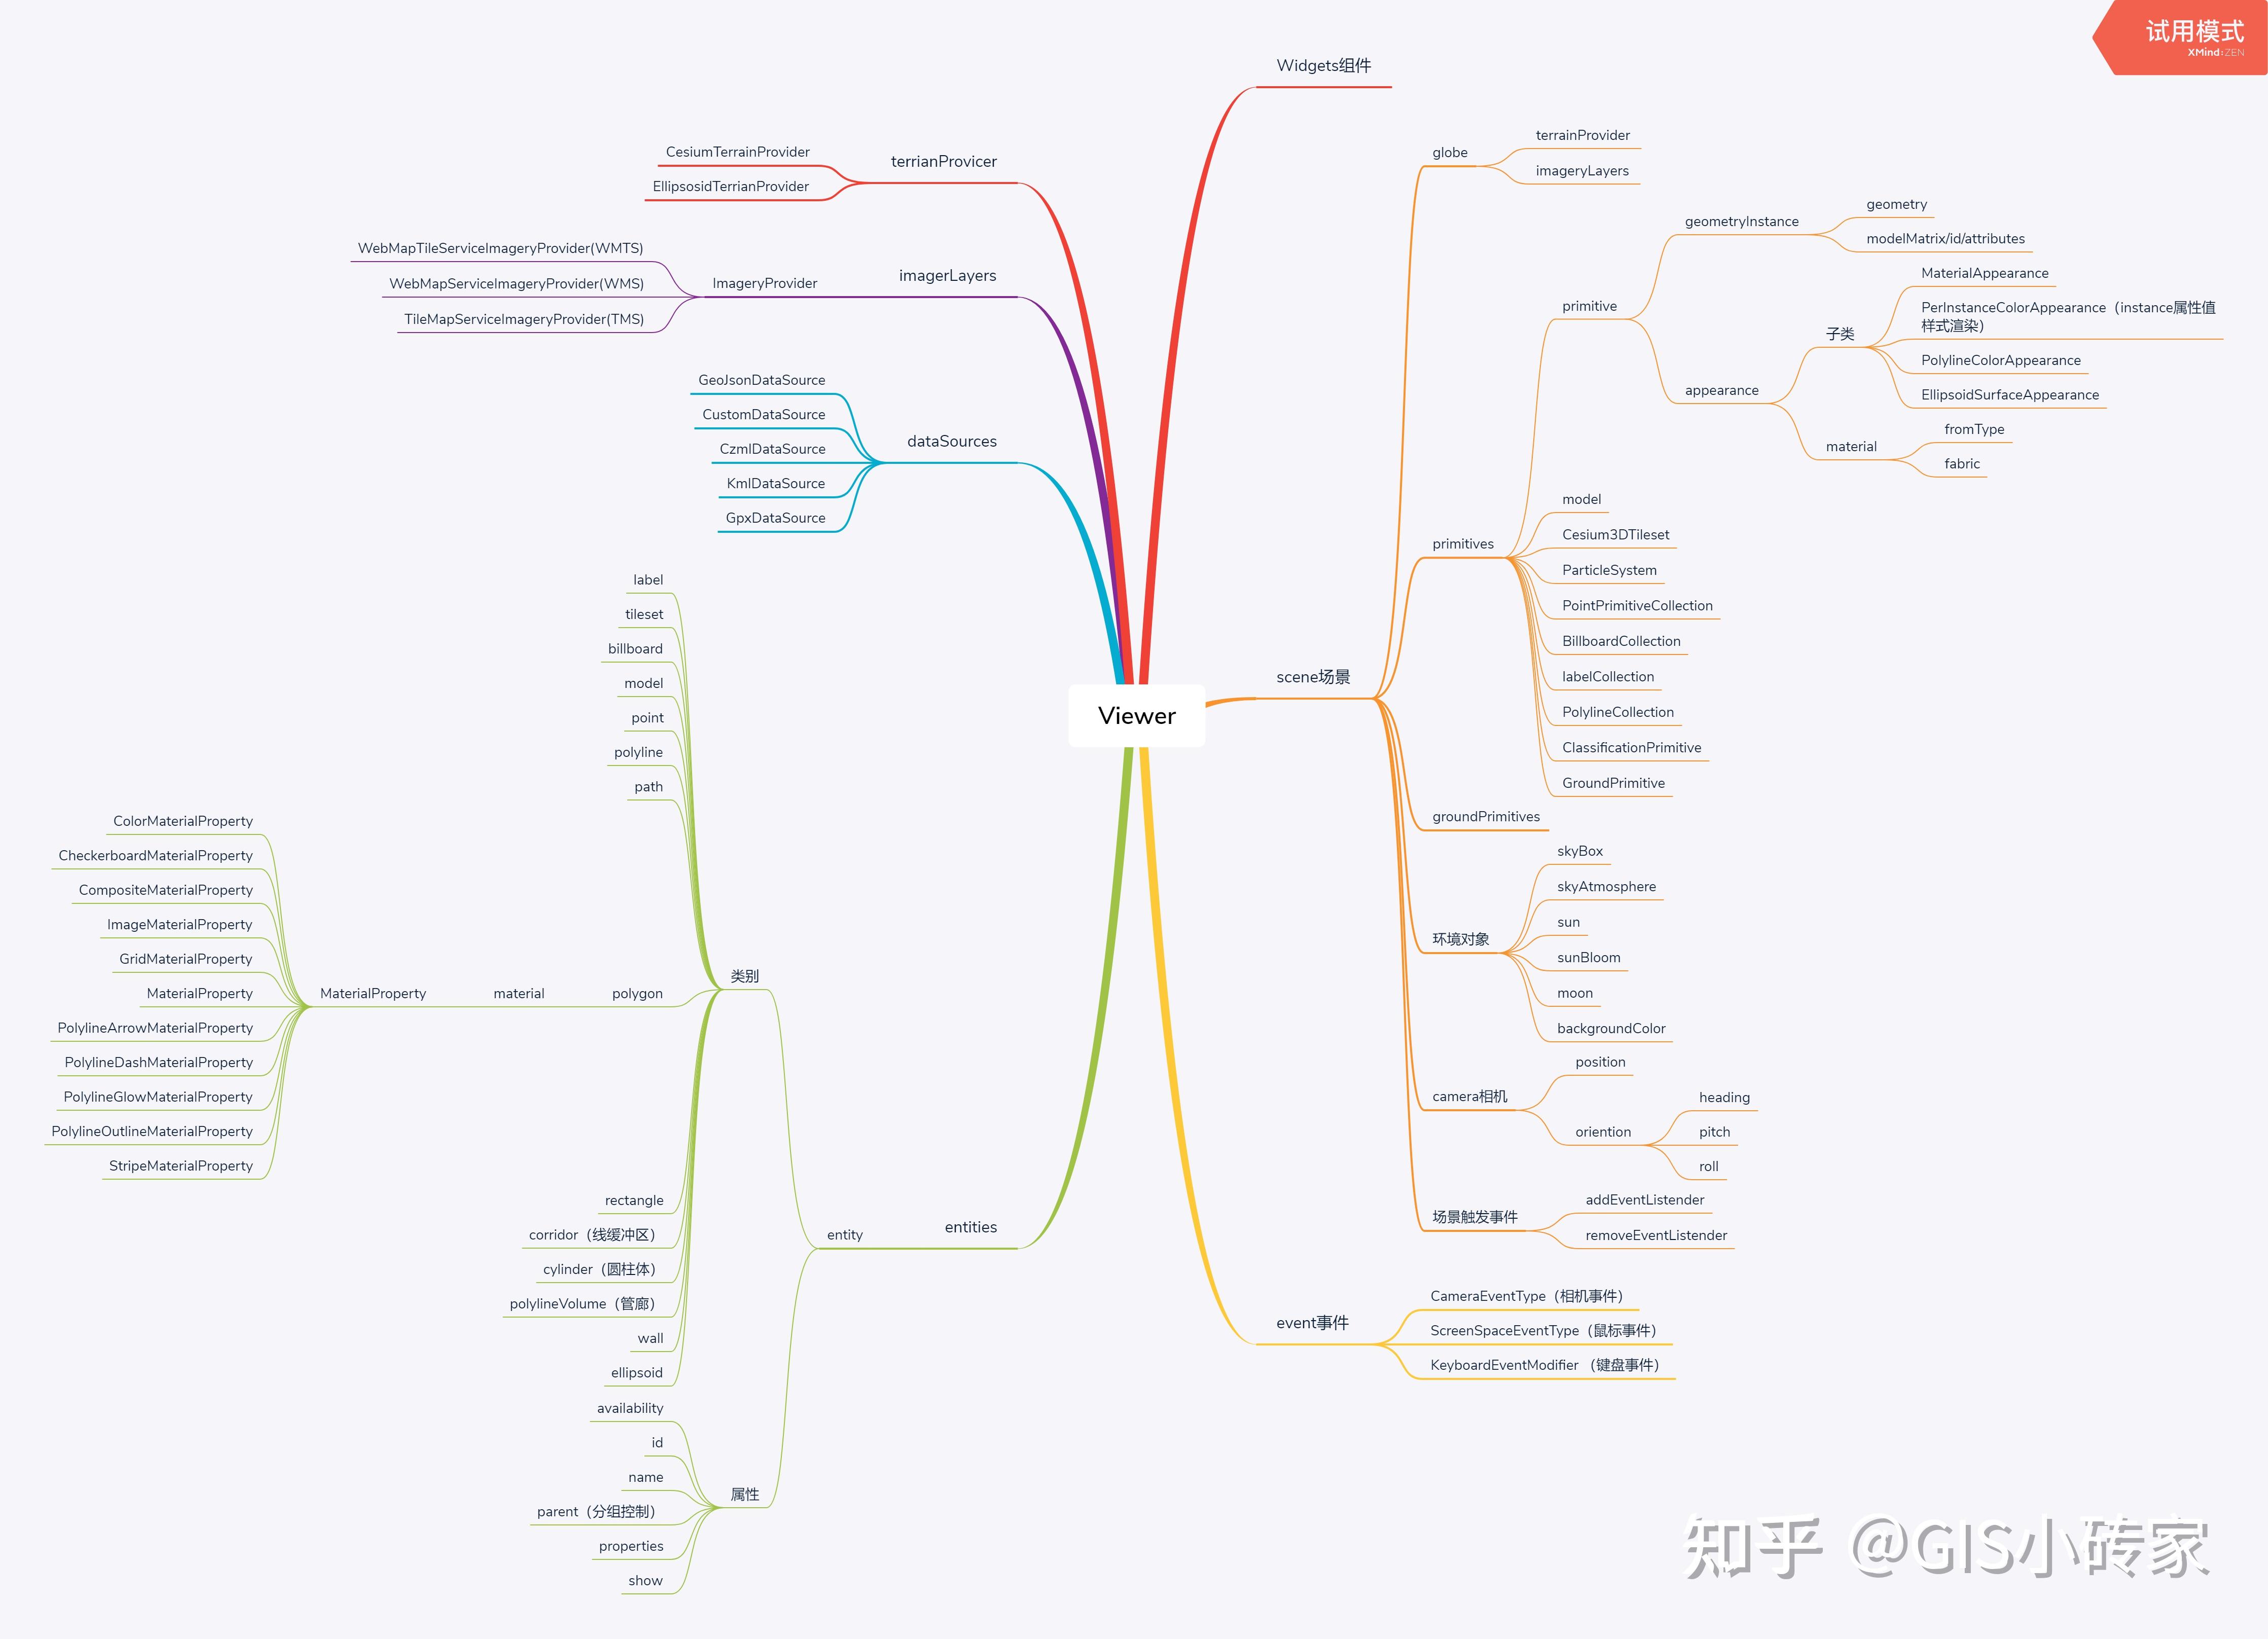 试用模式
XMind:ZEN
Viewer
Widgets组件
scene场景
globe
terrainProvider
imageryLayers
primitives
primitive
geometryInstance
geometry
modelMatrix/id/attributes
appearance
子类
MaterialAppearance
PerInstanceColorAppearance（instance属性值
样式渲染）
PolylineColorAppearance
EllipsoidSurfaceAppearance
material
fromType
fabric
model
Cesium3DTileset
ParticleSystem
PointPrimitiveCollection
BillboardCollection
labelCollection
PolylineCollection
ClassificationPrimitive
GroundPrimitive
groundPrimitives
环境对象
skyBox
skyAtmosphere
sun
sunBloom
moon
backgroundColor
camera相机
position
oriention
heading
pitch
roll
场景触发事件
addEventListender
removeEventListender
event事件
CameraEventType（相机事件）
ScreenSpaceEventType（鼠标事件）
KeyboardEventModifier （键盘事件）
terrianProvicer
CesiumTerrainProvider
EllipsosidTerrianProvider
imagerLayers
ImageryProvider
WebMapTileServiceImageryProvider(WMTS)
WebMapServiceImageryProvider(WMS)
TileMapServiceImageryProvider(TMS)
dataSources
GeoJsonDataSource
CustomDataSource
CzmlDataSource
KmlDataSource
GpxDataSource
entities
entity
类别
label
tileset
billboard
model
point
polyline
path
polygon
material
MaterialProperty
ColorMaterialProperty
CheckerboardMaterialProperty
CompositeMaterialProperty
ImageMaterialProperty
GridMaterialProperty
MaterialProperty
PolylineArrowMaterialProperty
PolylineDashMaterialProperty
PolylineGlowMaterialProperty
PolylineOutlineMaterialProperty
StripeMaterialProperty
rectangle
corridor（线缓冲区）
cylinder（圆柱体）
polylineVolume（管廊）
wall
ellipsoid
属性
availability
id
name
parent（分组控制）
properties
show
知乎 @GIS小砖家